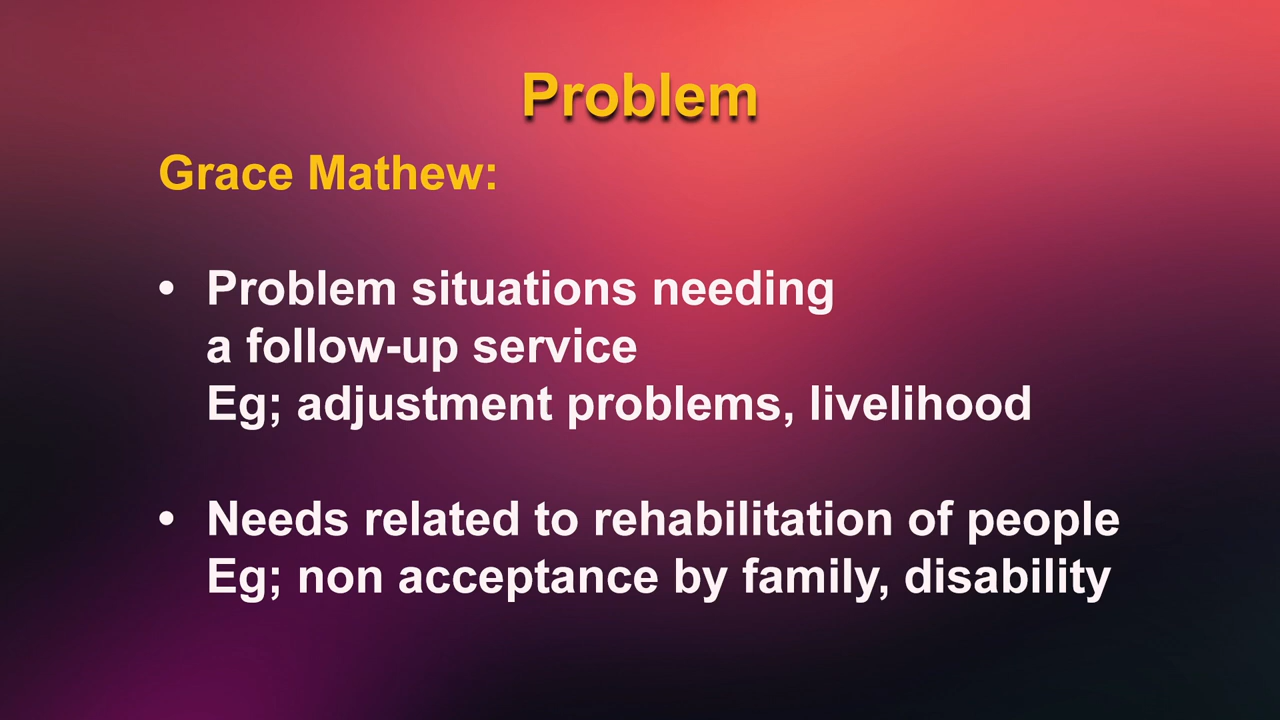 Problem
Grace Mathew:
• Problem situations needing
a follow-up service
Eg; adjustment problems, livelihood
• Needs related to rehabilitation of people
Eg; non acceptance by family, disability